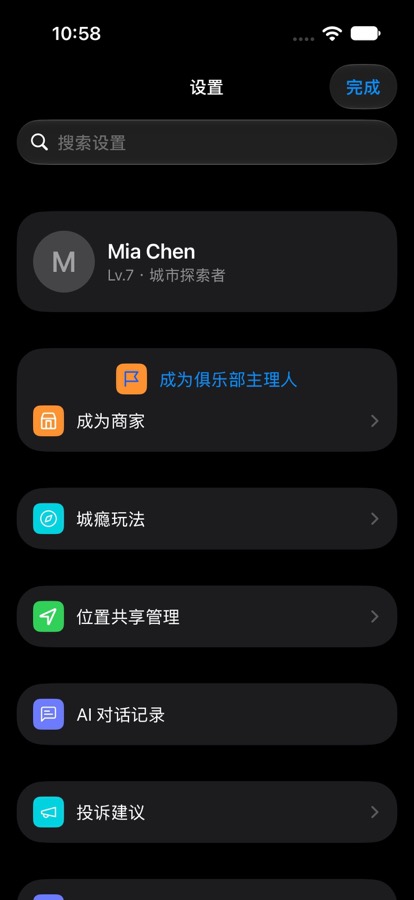 10:58
设置
完成
搜索设置
M
Mia Chen
Lv.7 · 城市探索者
成为俱乐部主理人
成为商家
城瘾玩法
位置共享管理
AI 对话记录
投诉建议